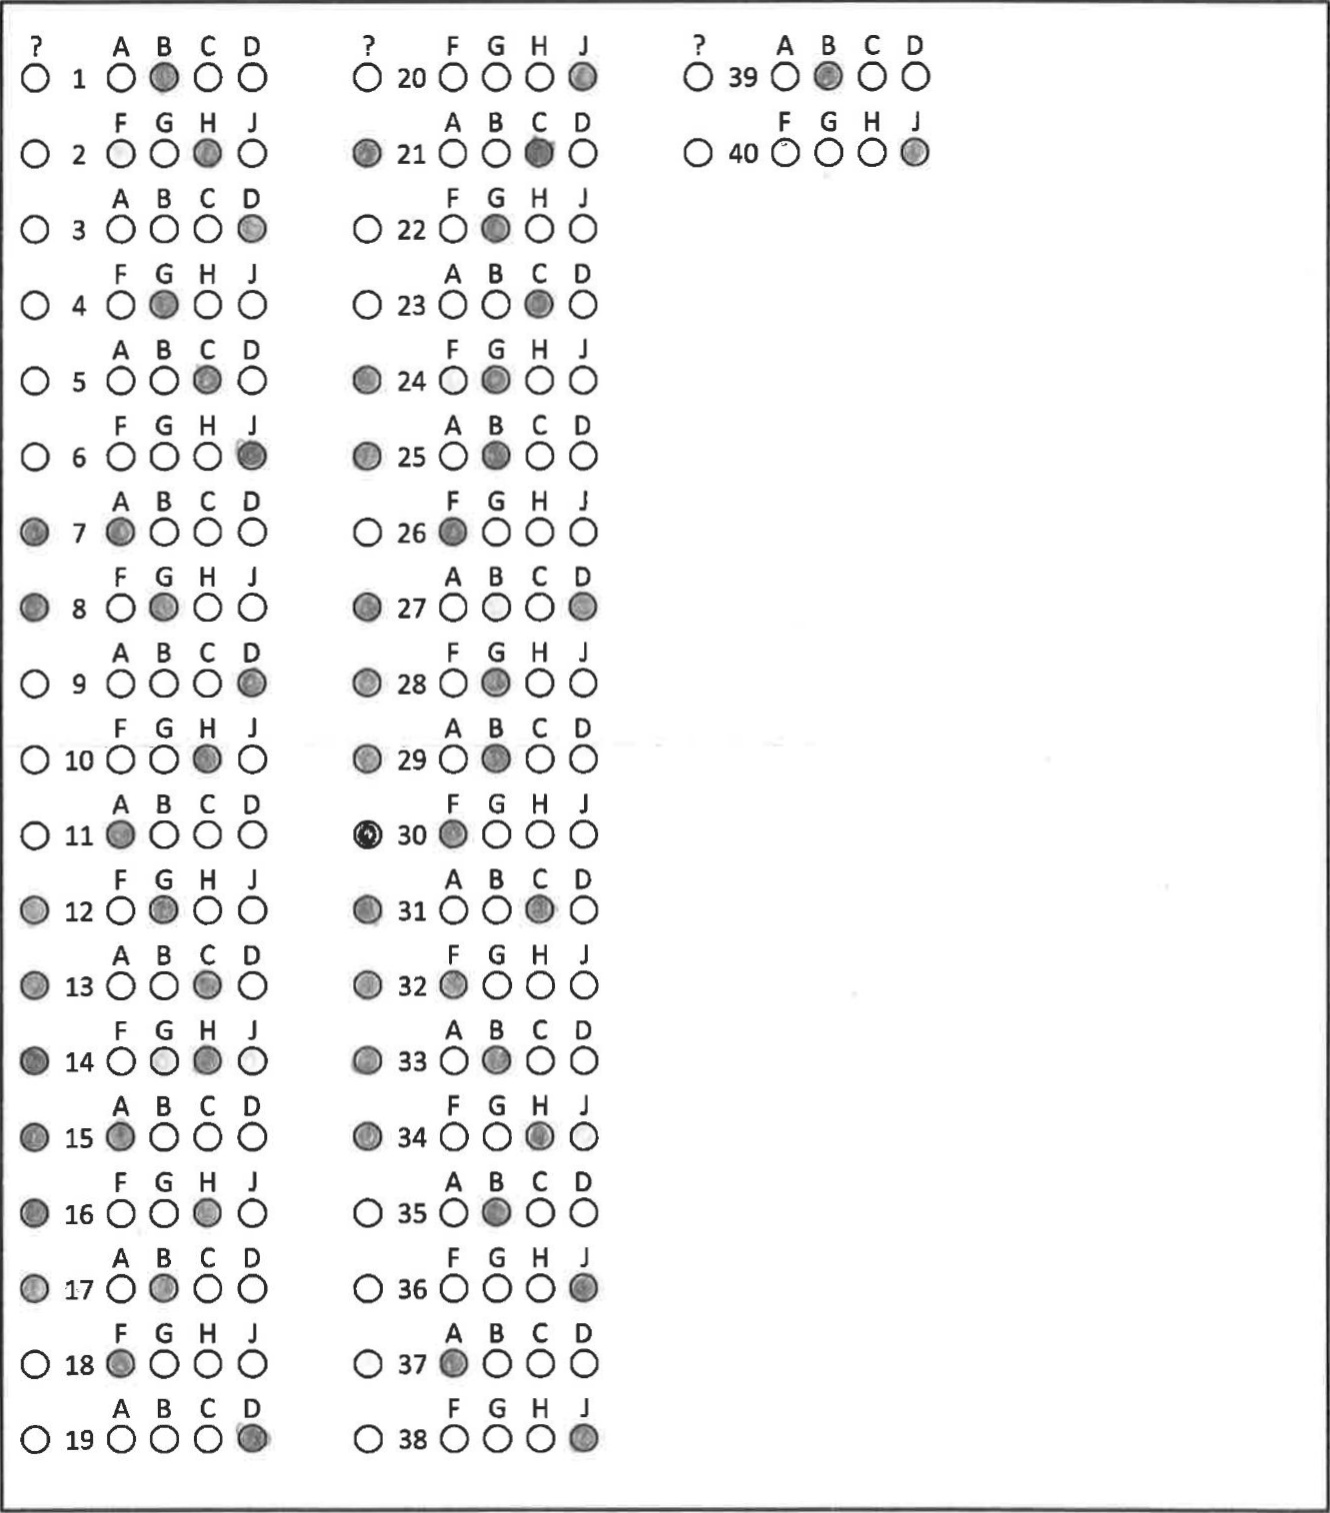 ? A B C D
1
F G H J
2
A B C D
3
F G H J
4
A B C D
5
F G H J
6
A B C D
7
F G H J
8
A B C D
9
F G H J
10
A B C D
11
F G H J
12
A B C D
13
F G H J
14
A B C D
15
F G H J
16
A B C D
17
F G H J
18
A B C D
19
? F G H J
20
A B C D
21
F G H J
22
A B C D
23
F G H J
24
A B C D
25
F G H J
26
A B C D
27
F G H J
28
A B C D
29
F G H J
30
A B C D
31
F G H J
32
A B C D
33
F G H J
34
A B C D
35
F G H J
36
A B C D
37
F G H J
38
? A B C D
39
F G H J
40